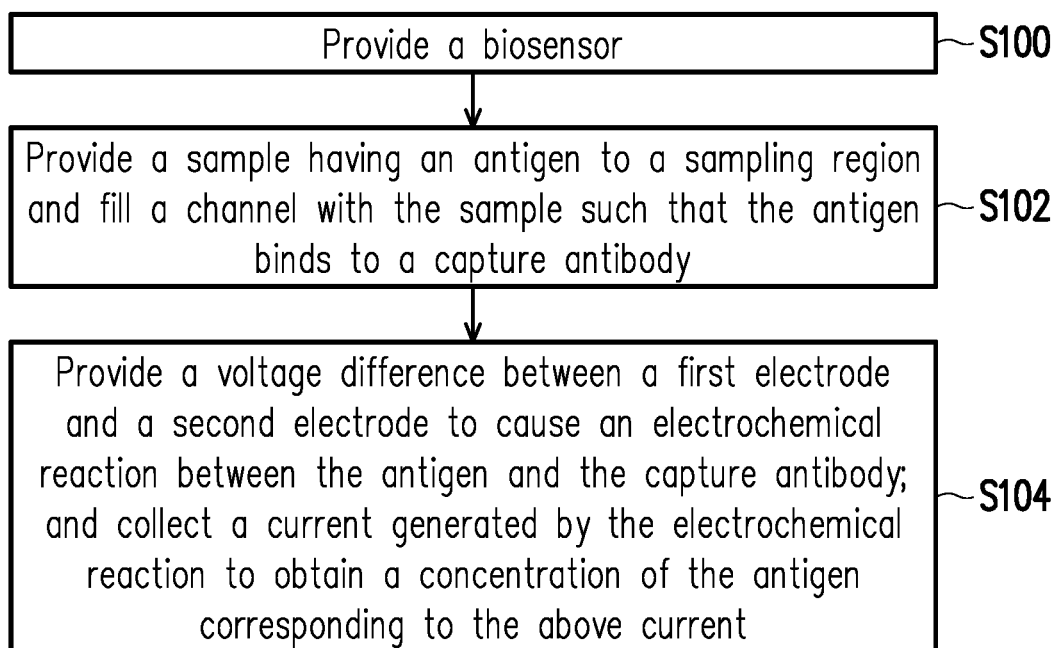 Provide a biosensor
S100
Provide a sample having an antigen to a sampling region
and fill a channel with the sample such that the antigen
binds to a capture antibody
S102
Provide a voltage difference between a first electrode
and a second electrode to cause an electrochemical
reaction between the antigen and the capture antibody;
and collect a current generated by the electrochemical
reaction to obtain a concentration of the antigen
corresponding to the above current
S104